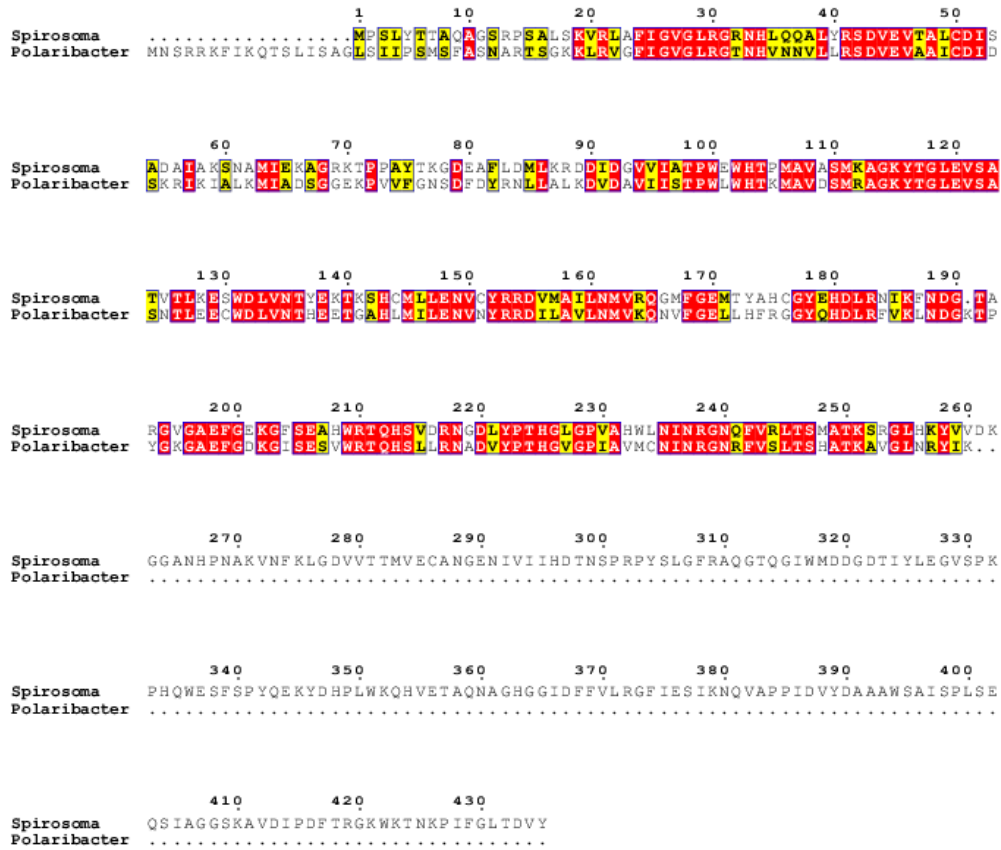 1 10 20 30 40 50
Spirosoma .................MPSLYTTAQAGSRPSALSKVRLAFIGVGLRGRNHLQQALYRSDVEVTALCDIS
Polaribacter MNSRRKFIKQTSLISAGLSIIPSMSFASNARTSGKKLRVGFIGVGLRGTNHVNNVLLRSDVEVAAICDID
60 70 80 90 100 110 120
Spirosoma ADAIAKSNAMIEKAGRKTPPAYTKGDEAFLDMLKRDDIDGVVIATPWEWHTPMAVASMKAGKYTGLEVSA
Polaribacter SKRIKIALKMIADSGGEKPVVFGNSDFDYRNLLALKDVDAVIISTPWLWHTKMAVDSMRAGKYTGLEVSA
130 140 150 160 170 180 190
Spirosoma TVTLKESWDLVNTYEKTKSHCMLLENVCYRRDVMAILNMVRQGMFGEMTYAHCGYEHDLRNIKFNDG.TA
Polaribacter SNTLEECWDLVNTHEETGAHLMILENVNYRRDILAVLNMVKQNVFGELLHFRGGYQHDLRFVKLNDGKTP
200 210 220 230 240 250 260
Spirosoma RGVGAEFGEKGFSEAHWRTQHSVDRNGDLYPTHGLGPVAHWLNINRGNQFVRLTSMATKSRGLHKYVVDK
Polaribacter YGKGAEFGDKGISESVWRTQHSLLRNADVYPTHGVGPIAVMCNINRGNRFVSLTSHATKAVGLNRYIK..
270 280 290 300 310 320 330
Spirosoma GGANHPNAKVNFKLGDVVTTMVECANGENIVIIHDTNSPRPYSLGFRAQGTQGIWMDDGDTIYLEGVSPK
Polaribacter ......................................................................
340 350 360 370 380 390 400
Spirosoma PHQWESFSPYQEKYDHPLWKQHVETAQNAGHGGIDFFVLRGFIESIKNQVAPPIDVYDAAAWSAISPLSE
Polaribacter ......................................................................
410 420 430
Spirosoma QSIAGGSKAVDIPDFTRGKWKTNKPIFGLTDVY
Polaribacter .................................